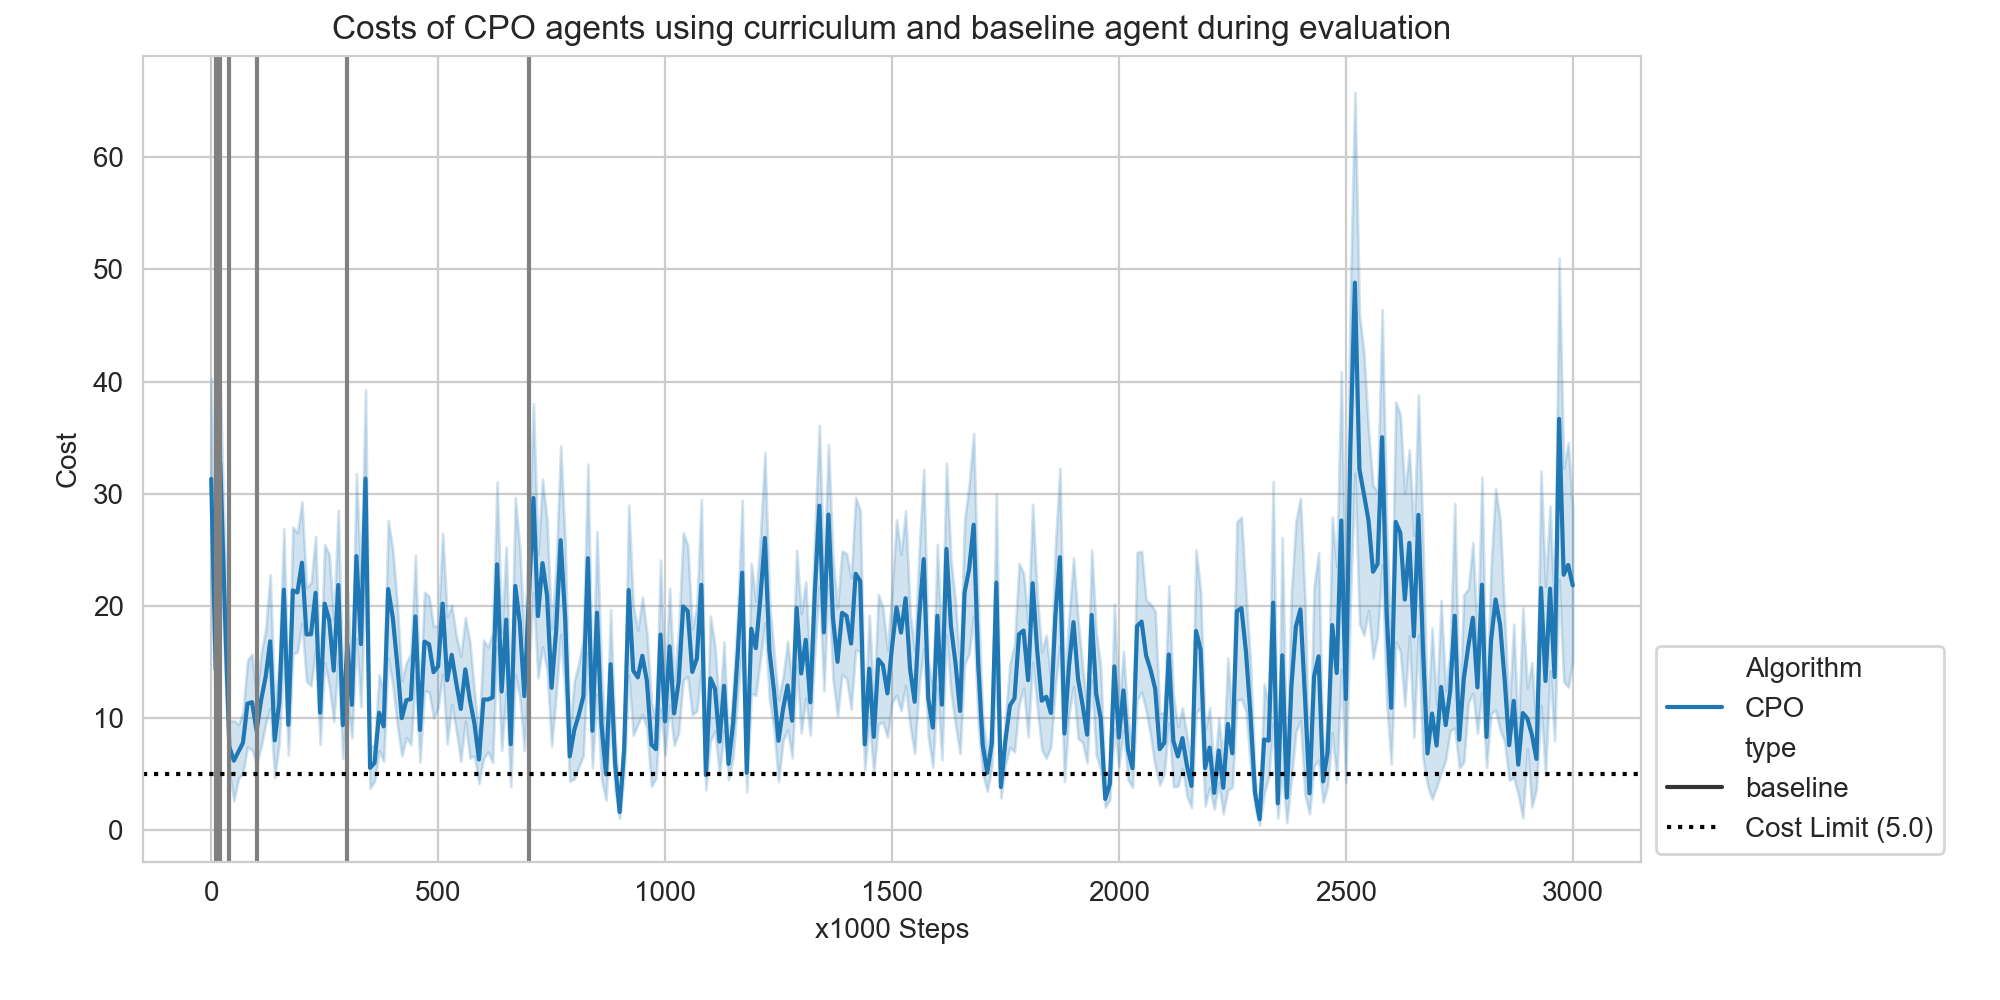 Costs of CPO agents using curriculum and baseline agent during evaluation
60
50
40
30
20
10
0
Cost
0 500 1000 1500 2000 2500 3000
x1000 Steps
Algorithm
CPO
type
baseline
Cost Limit (5.0)